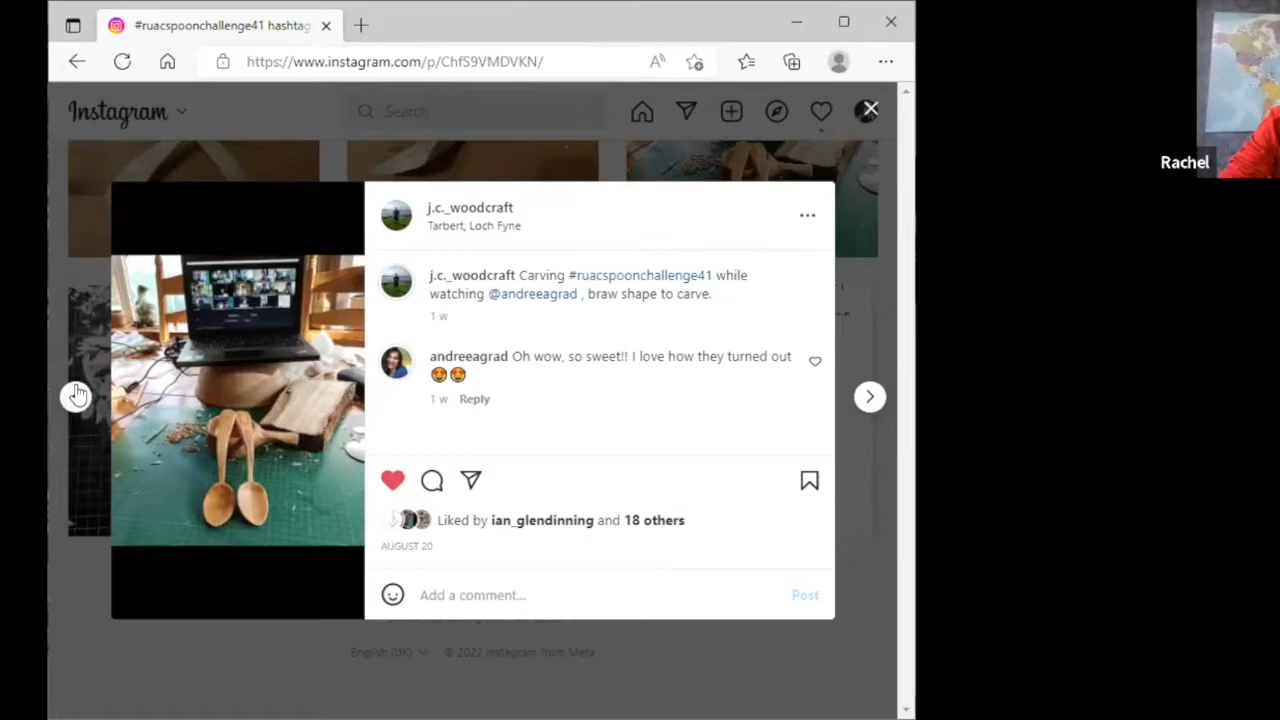 #ruacspoonchallenge41 hashtag
https://www.instagram.com/p/ChfS9VMDVKN/
Instagram
Search
Rachel
j.c._woodcraft
Tarbert, Loch Fyne
j.c._woodcraft Carving #ruacspoonchallenge41 while
watching @andreeagrad , braw shape to carve.
1 w
andreeagrad Oh wow, so sweet!! I love how they turned out
😍😍
1 w Reply
Liked by ian_glendinning and 18 others
AUGUST 20
Add a comment...
Post
English (UK)
© 2022 Instagram from Meta